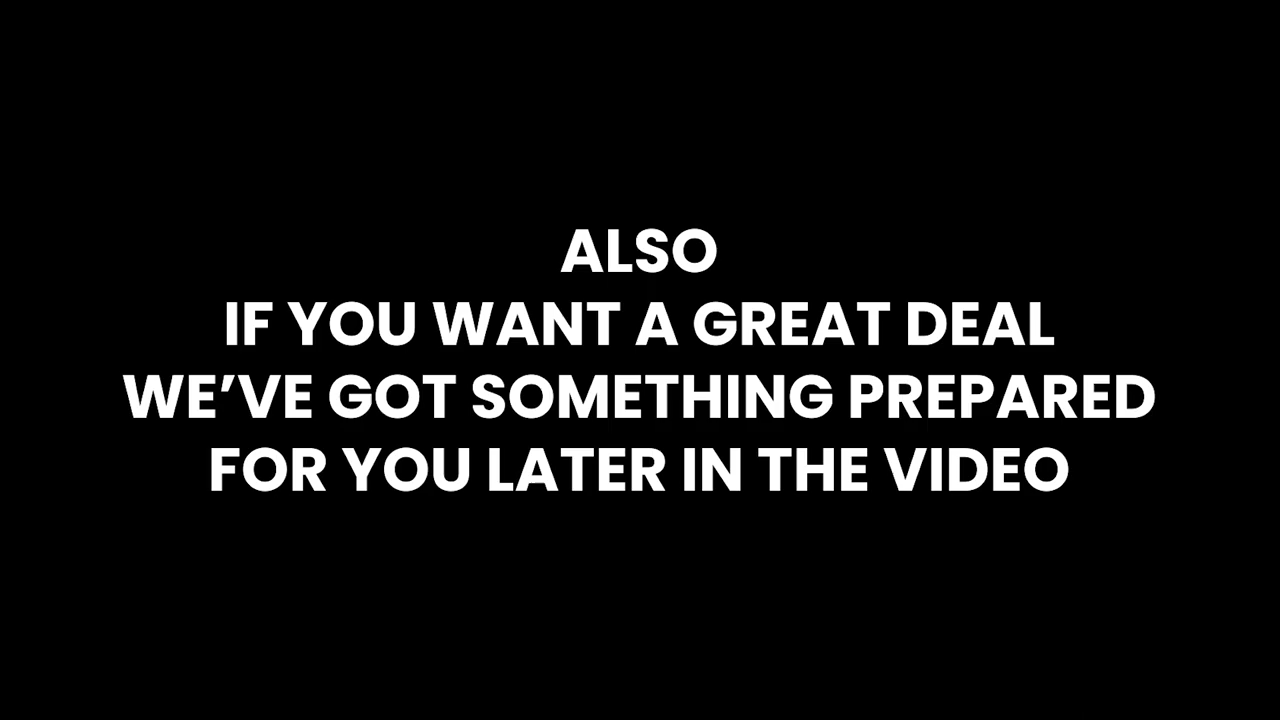 ALSO
IF YOU WANT A GREAT DEAL
WE’VE GOT SOMETHING PREPARED
FOR YOU LATER IN THE VIDEO